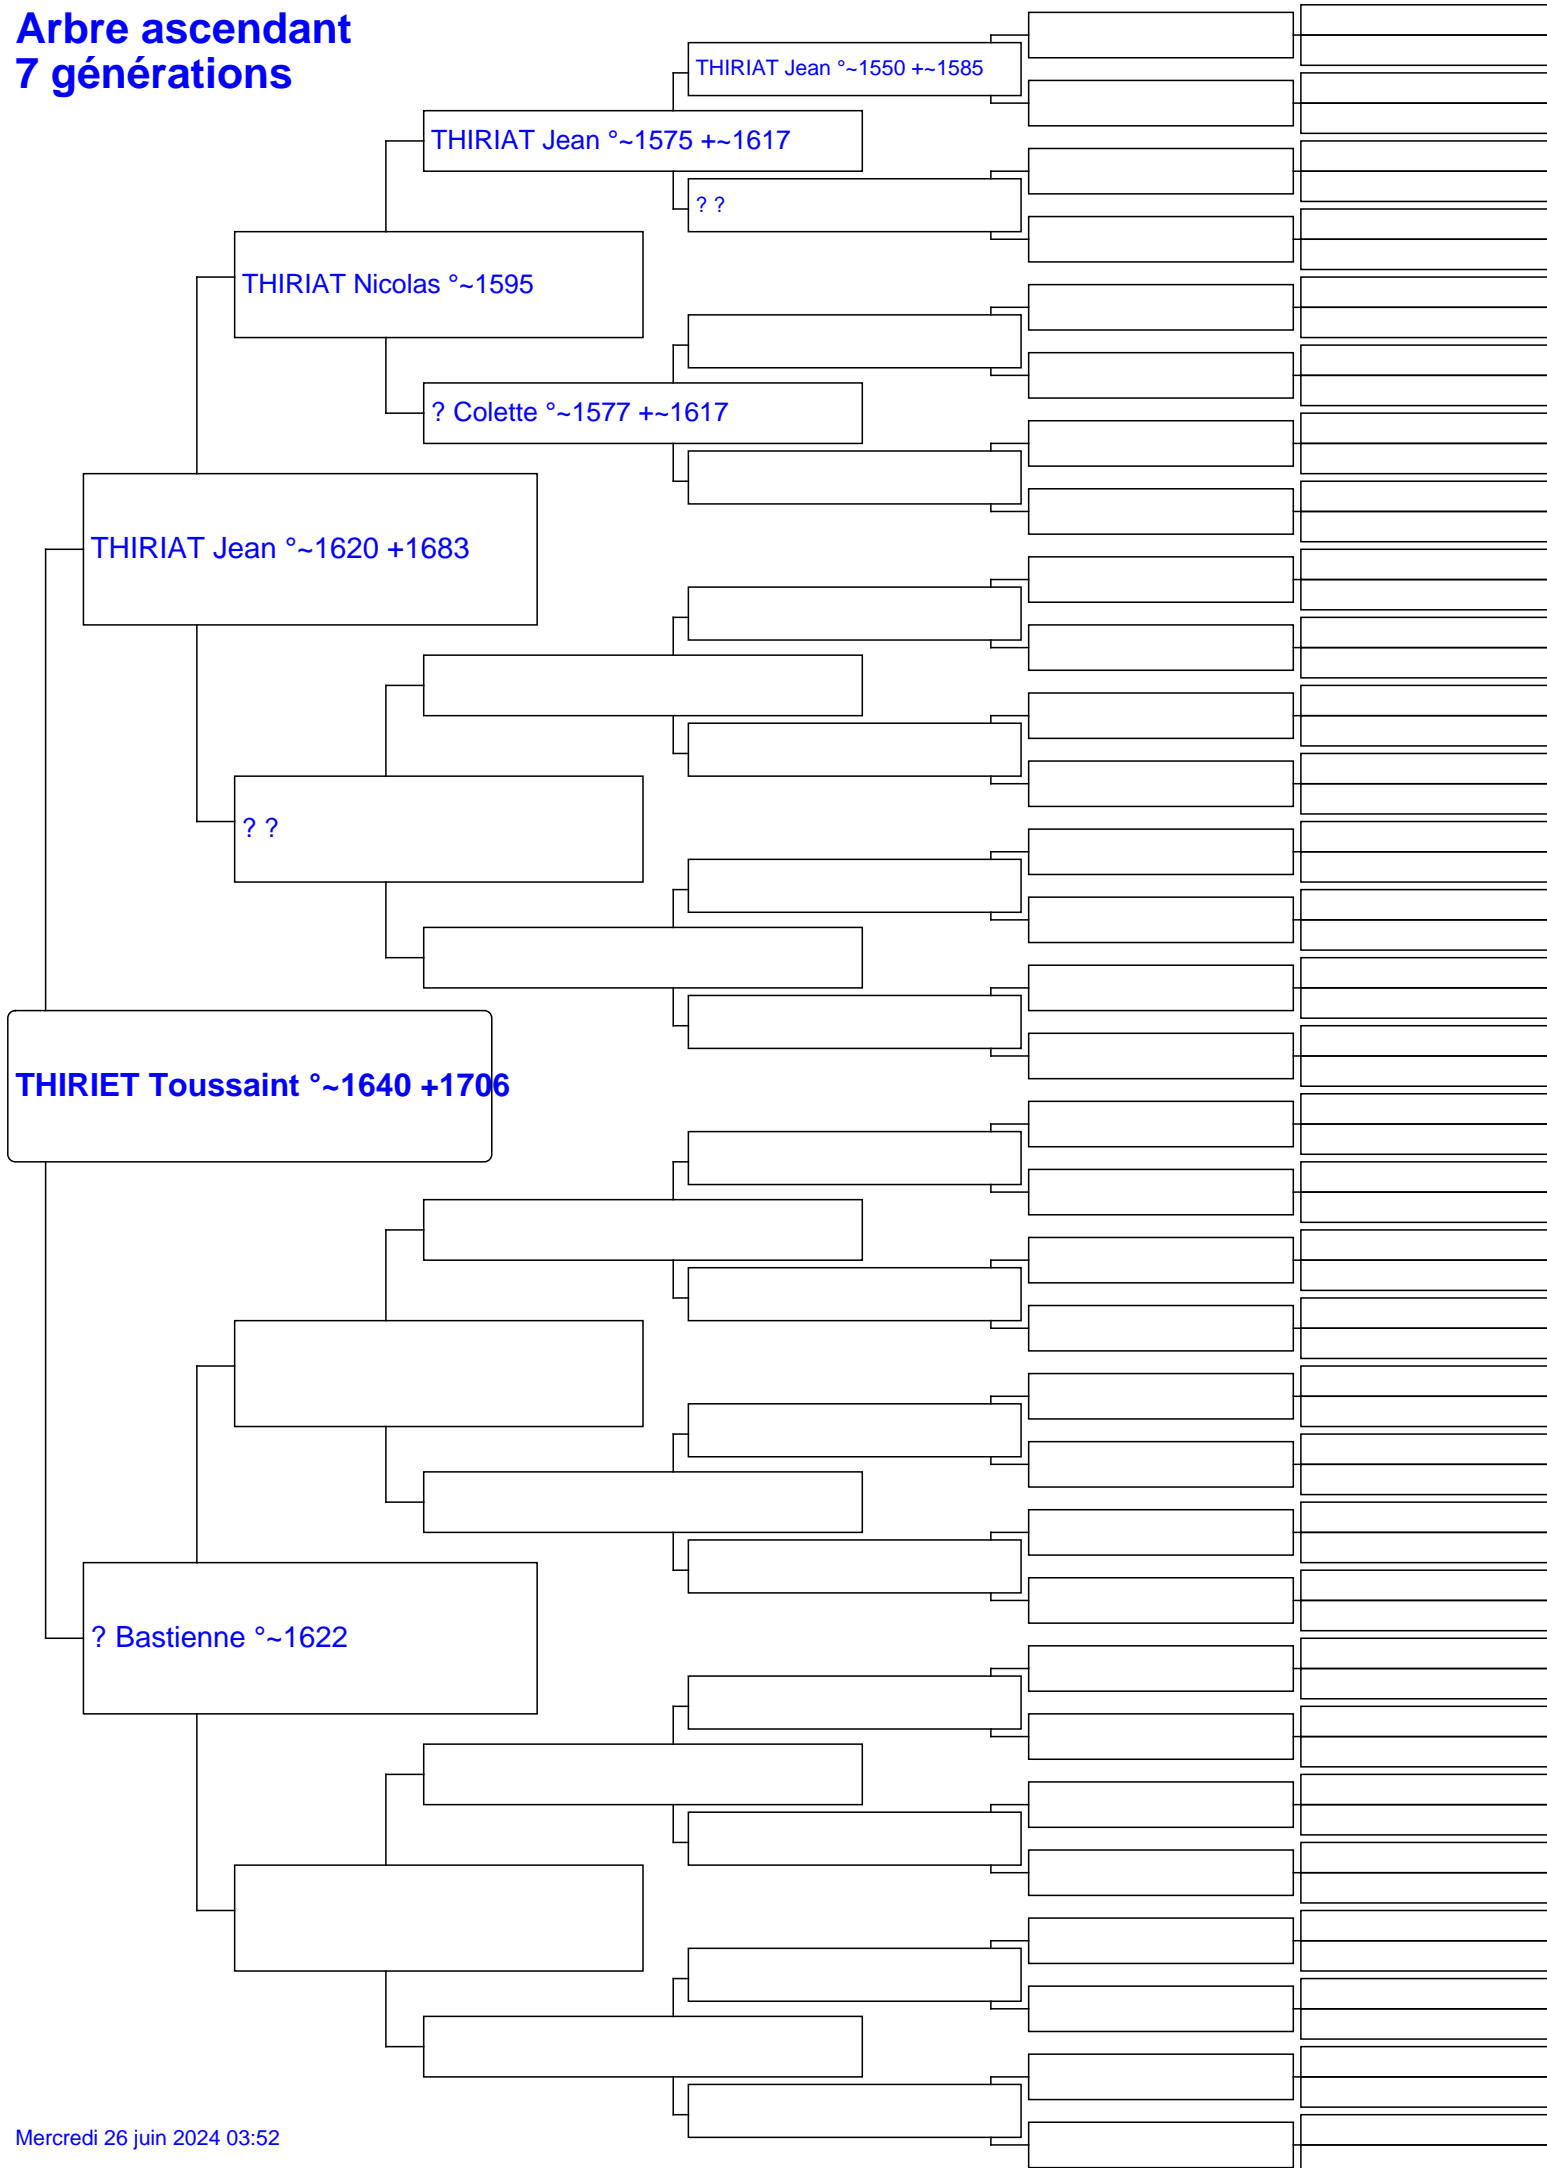 Arbre ascendant
7 générations
THIRIAT Jean °~1550 +~1585
THIRIAT Jean °~1575 +~1617
? ?
THIRIAT Nicolas °~1595
? Colette °~1577 +~1617
THIRIAT Jean °~1620 +1683
? ?
THIRIET Toussaint °~1640 +1706
? Bastienne °~1622
Mercredi 26 juin 2024 03:52